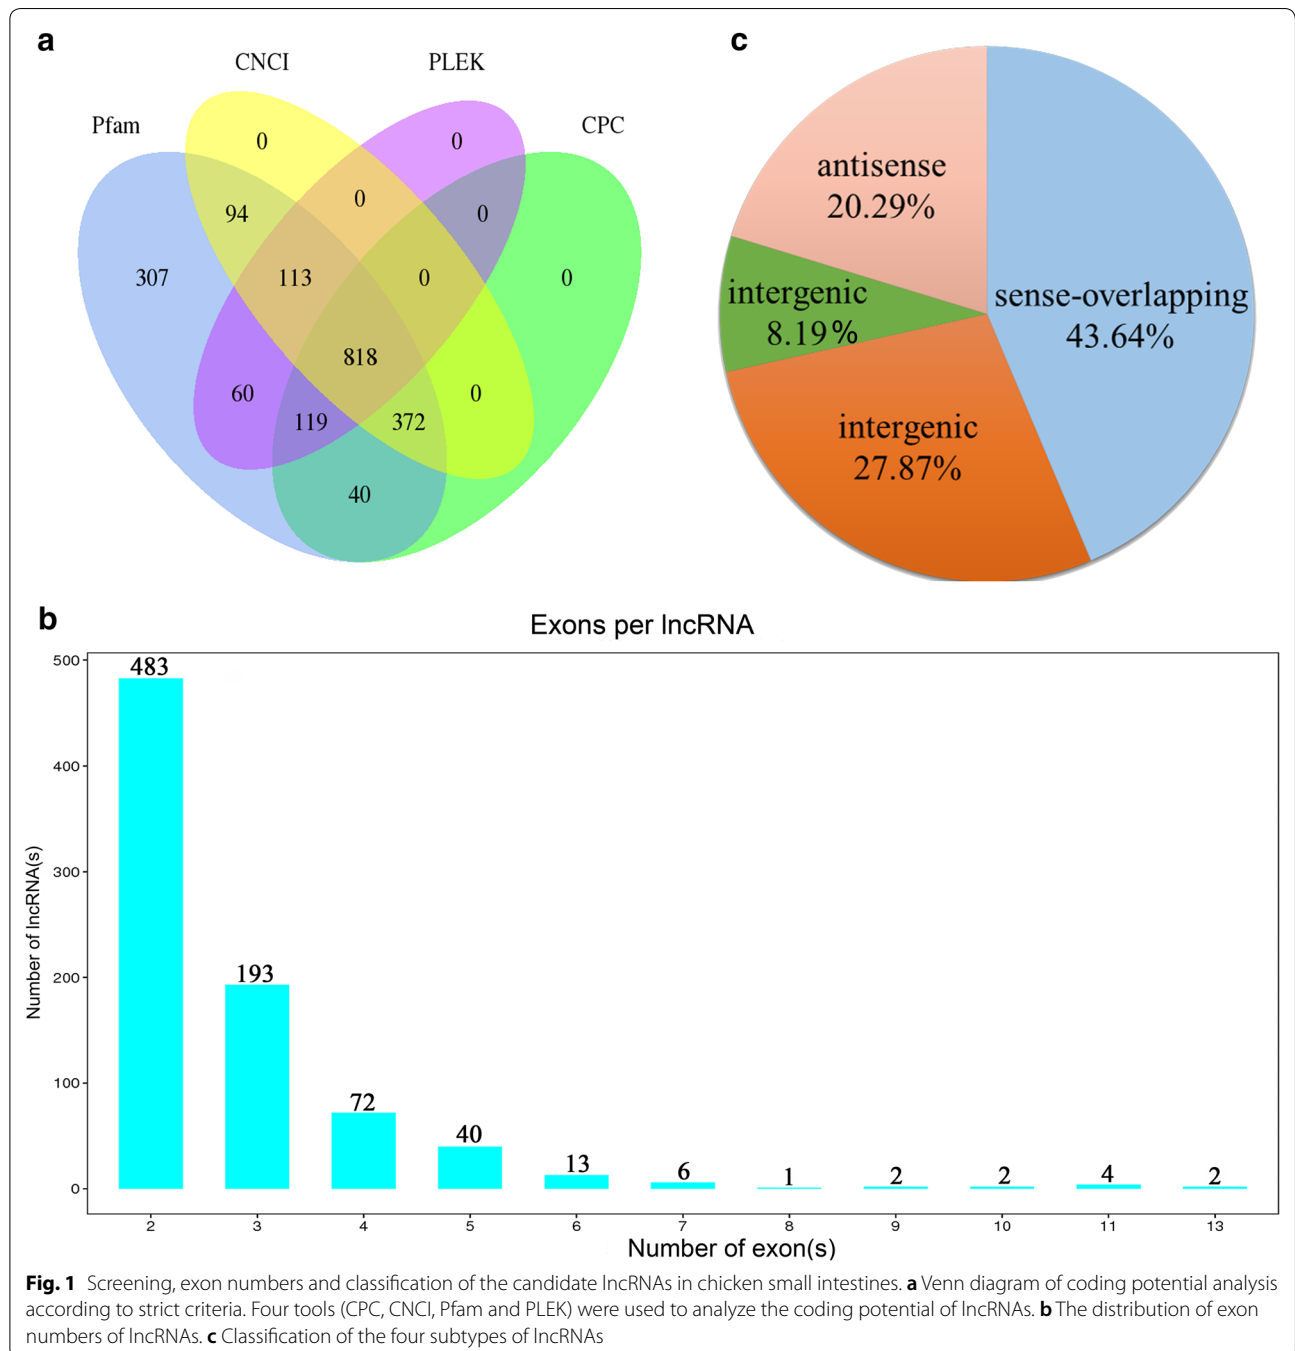 a
CNCI
PLEK
Pfam
CPC
0
0
94
0
0
307
113
0
0
818
60
0
119
372
40
c
antisense
20.29%
intergenic
8.19%
sense-overlapping
43.64%
intergenic
27.87%
b
Exons per lncRNA
Number of lncRNA(s)
500
400
300
200
100
0
483
193
72
40
13
6
1
2
2
4
2
2 3 4 5 6 7 8 9 10 11 13
Number of exon(s)
Fig. 1 Screening, exon numbers and classification of the candidate lncRNAs in chicken small intestines. a Venn diagram of coding potential analysis
according to strict criteria. Four tools (CPC, CNCI, Pfam and PLEK) were used to analyze the coding potential of lncRNAs. b The distribution of exon
numbers of lncRNAs. c Classification of the four subtypes of lncRNAs